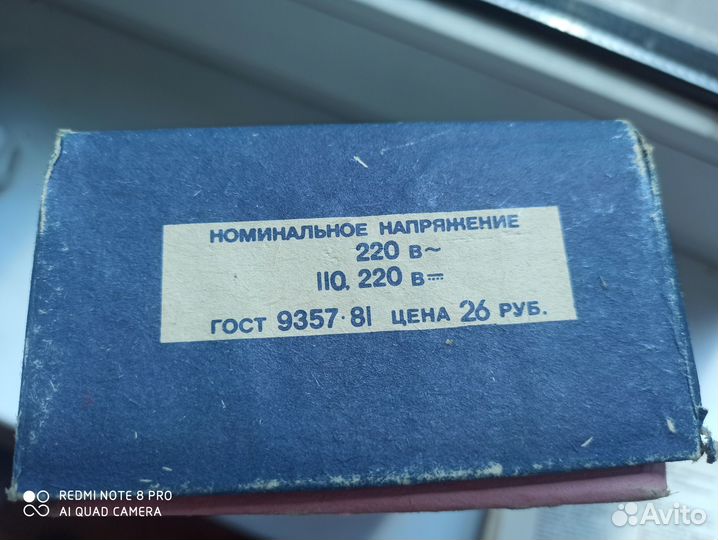 НОМИНАЛЬНОЕ НАПРЯЖЕНИЕ
220 В~
110, 220 В⎓
ГОСТ 9357·81 ЦЕНА 26 РУБ.
REDMI NOTE 8 PRO
AI QUAD CAMERA
Avito